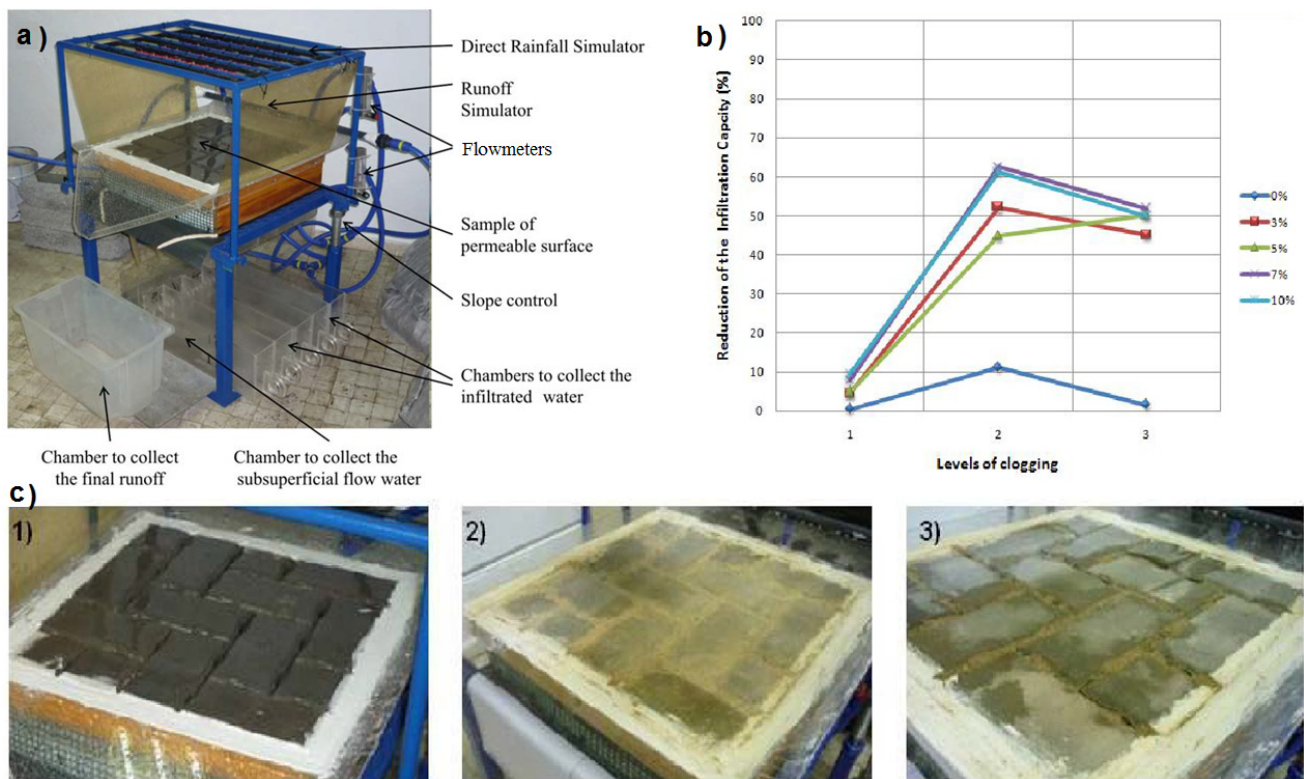 a )
Direct Rainfall Simulator
Runoff
Simulator
Flowmeters
Sample of
permeable surface
Slope control
Chambers to collect the
infiltrated water
Chamber to collect
the final runoff
Chamber to collect the
subsuperficial flow water
b )
Reduction of the Infiltration Capcity (%)
100
90
80
70
60
50
40
30
20
10
0
1
2
3
Levels of clogging
0%
3%
5%
7%
10%
c )
1)
2)
3)